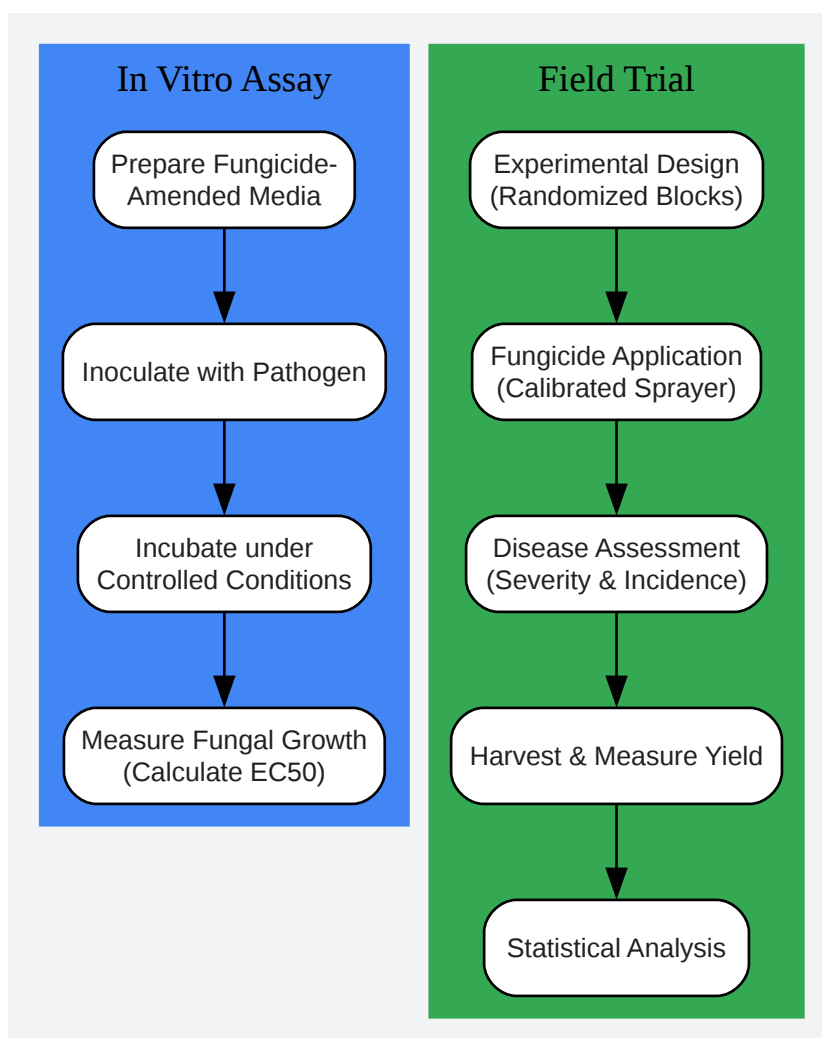 In Vitro Assay
Prepare Fungicide-
Amended Media
Inoculate with Pathogen
Incubate under
Controlled Conditions
Measure Fungal Growth
(Calculate EC50)
Field Trial
Experimental Design
(Randomized Blocks)
Fungicide Application
(Calibrated Sprayer)
Disease Assessment
(Severity & Incidence)
Harvest & Measure Yield
Statistical Analysis